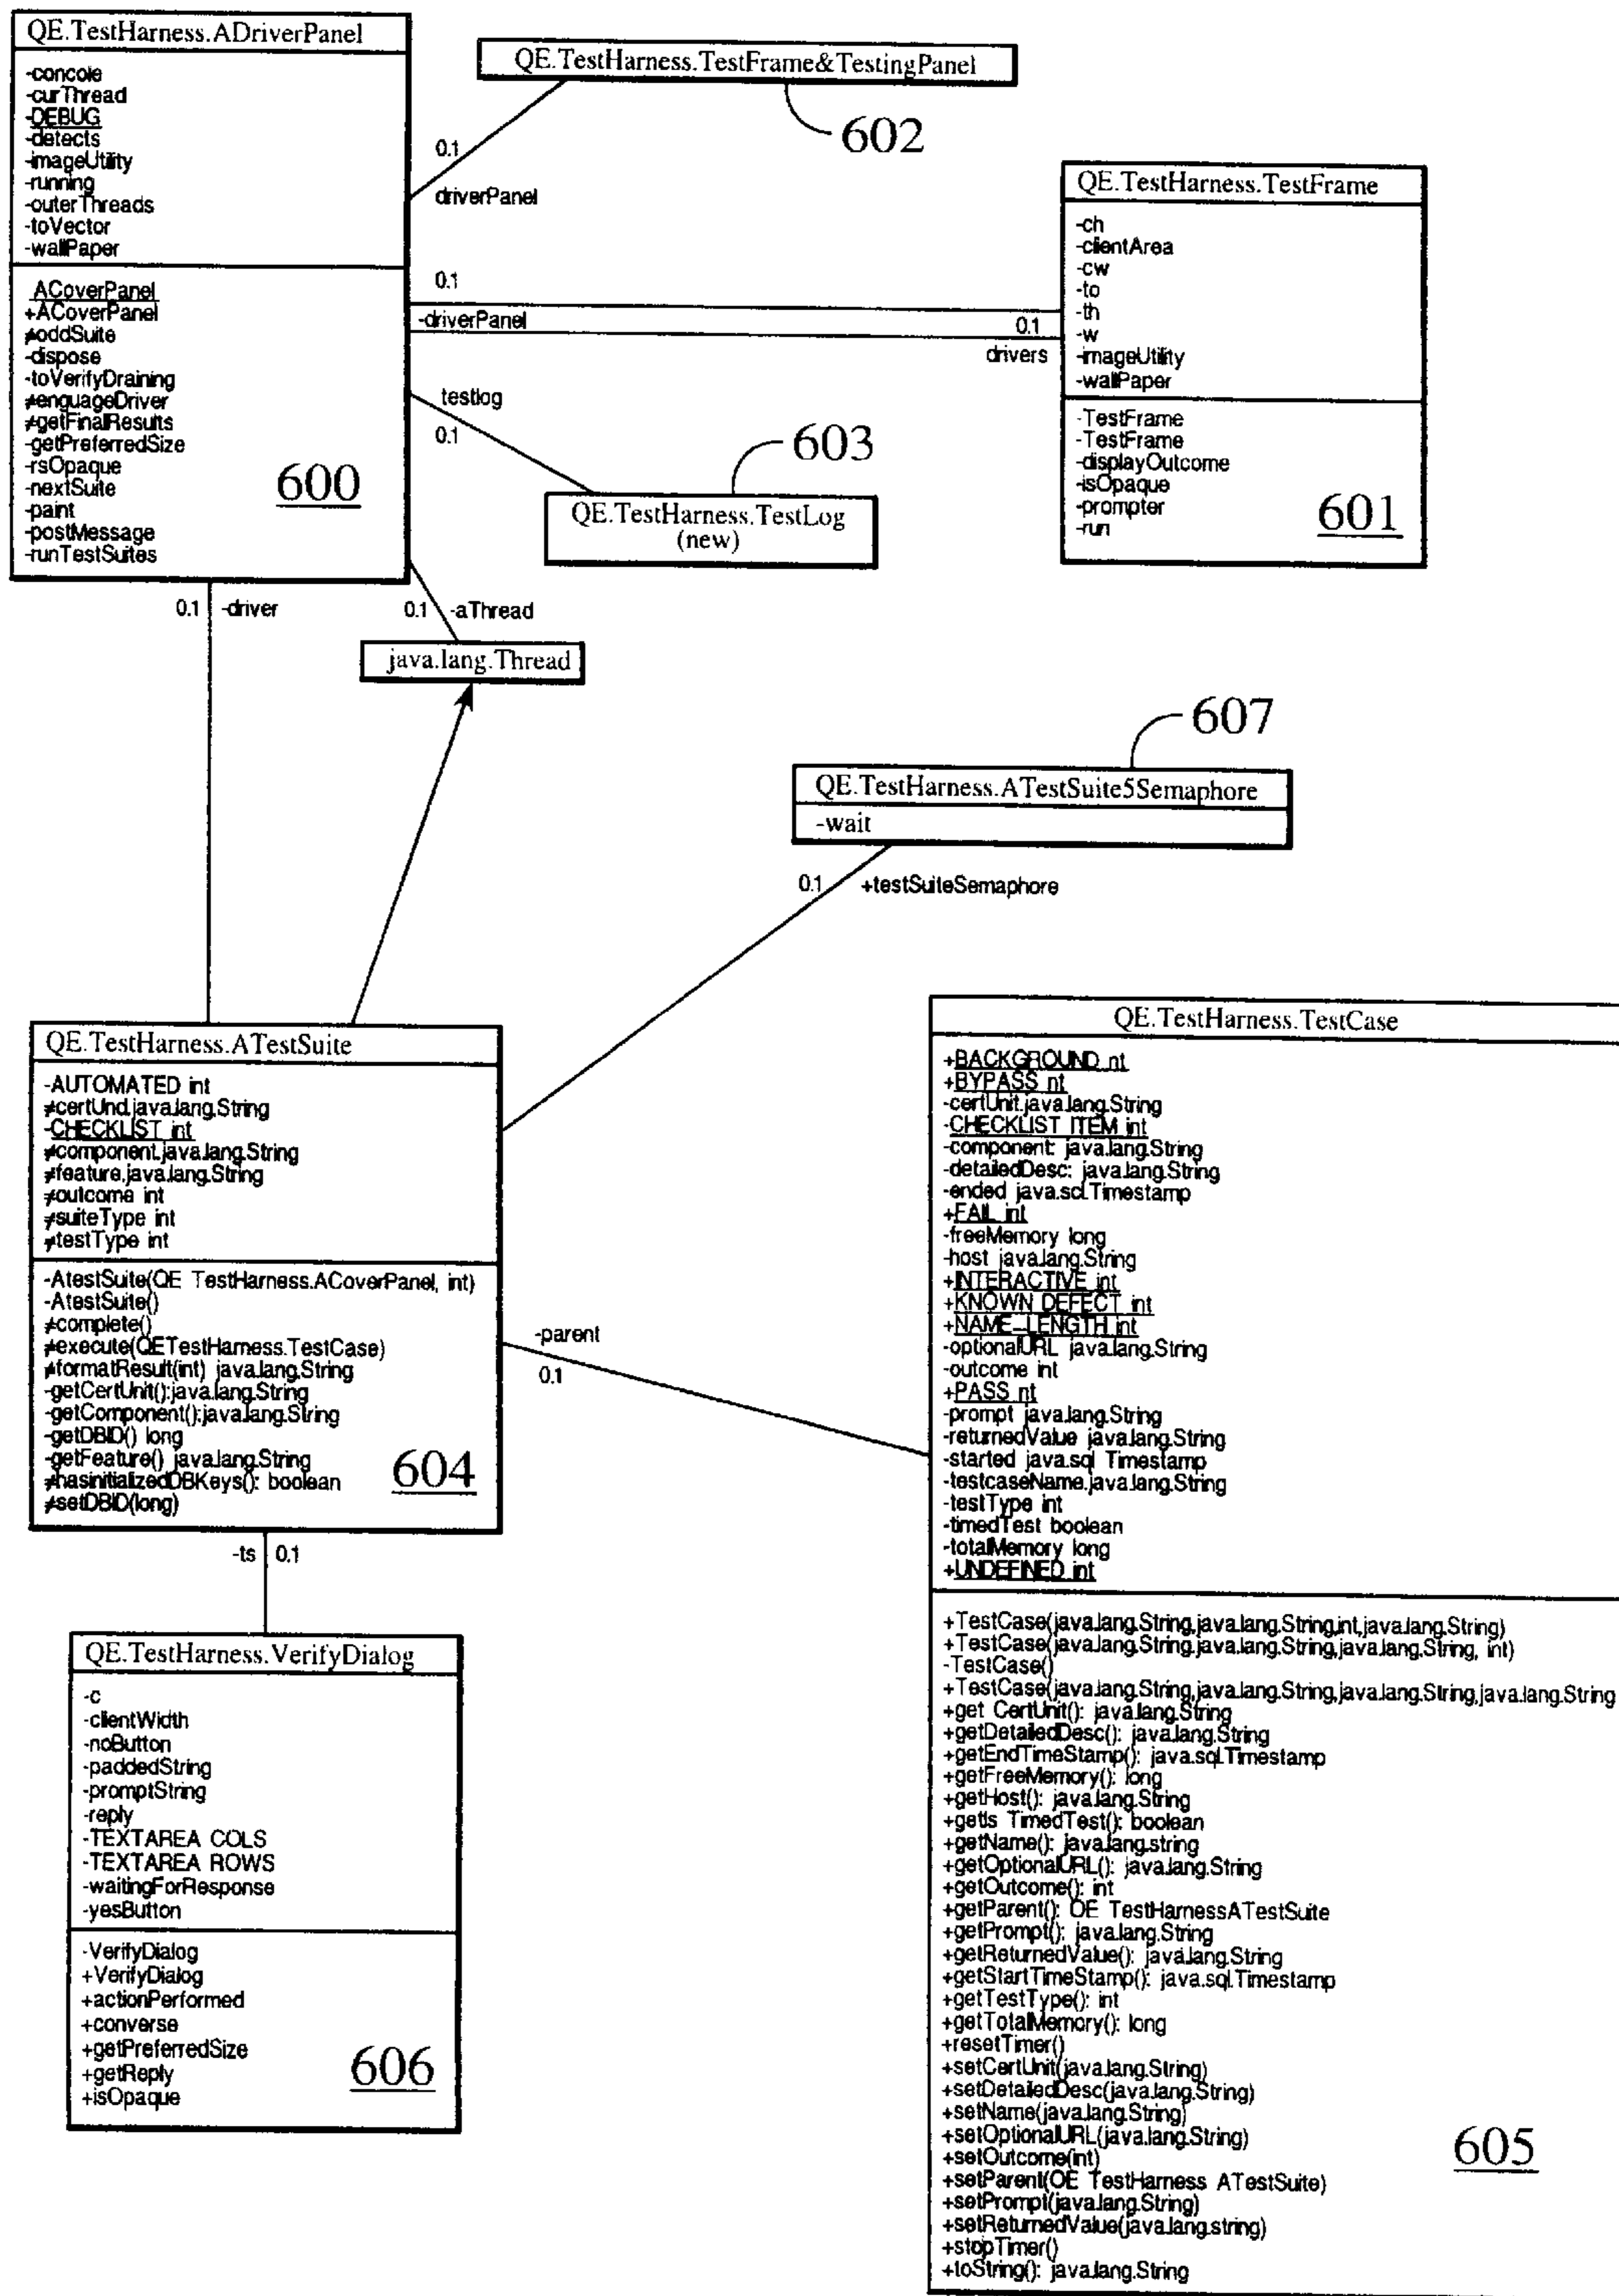 QE.TestHarness.ADriverPanel
-concole
-curThread
-DEBUG
-detects
-imageUtility
-running
-outerThreads
-toVector
-wallPaper
ACoverPanel
+ACoverPanel
≠oddSuite
-dispose
-toVerifyDraining
≠enguageDriver
≠getFinalResults
-getPreferredSize
-rsOpaque
-nextSuite
-paint
-postMessage
-runTestSuites
600
QE.TestHarness.TestFrame&TestingPanel
602
0.1
driverPanel
QE.TestHarness.TestFrame
-ch
-clientArea
-cw
-to
-th
-w
-imageUtility
-wallPaper
-TestFrame
-TestFrame
-displayOutcome
-isOpaque
-prompter
-run
601
0.1
-driverPanel
0.1
drivers
testlog
0.1
603
QE.TestHarness.TestLog
(new)
0.1 -driver
0.1 -aThread
java.lang.Thread
607
QE.TestHarness.ATestSuite5Semaphore
-wait
0.1 +testSuiteSemaphore
QE.TestHarness.ATestSuite
-AUTOMATED int
≠certUnd.java.lang.String
-CHECKLIST int
≠component.java.lang.String
≠feature.java.lang.String
≠outcome int
≠suiteType int
≠testType int
-AtestSuite(QE TestHarness.ACoverPanel, int)
-AtestSuite()
≠complete()
≠execute(QETestHarness.TestCase)
≠formatResult(int) java.lang.String
-getCertUnit():java.lang.String
-getComponent():java.lang.String
-getDBID() long
-getFeature() java.lang.String
≠hasinitializedDBKeys(): boolean
≠setDBID(long)
604
-parent
0.1
-ts 0.1
QE.TestHarness.VerifyDialog
-c
-clientWidth
-noButton
-paddedString
-promptString
-reply
-TEXTAREA COLS
-TEXTAREA ROWS
-waitingForResponse
-yesButton
-VerifyDialog
+VerifyDialog
+actionPerformed
+converse
+getPreferredSize
+getReply
+isOpaque
606
QE.TestHarness.TestCase
+BACKGROUND nt
+BYPASS nt
-certUnit.java.lang.String
-CHECKLIST ITEM int
-component: java.lang.String
-detailedDesc: java.lang.String
-ended java.scl.Timestamp
+FAIL int
-freeMemory long
-host java.lang.String
+INTERACTIVE int
+KNOWN DEFECT int
+NAME-LENGTH int
-optionalURL java.lang.String
-outcome int
+PASS nt
-prompt java.lang.String
-returnedValue java.lang.String
-started java.sql Timestamp
-testcaseName.java.lang.String
-testType int
-timedTest boolean
-totalMemory long
+UNDEFINED int
+TestCase(java.lang.String,java.lang.String,int,java.lang.String)
+TestCase(java.lang.String.java.lang.String,java.lang.String, int)
-TestCase()
+TestCase(java.lang.String,java.lang.String,java.lang.String,java.lang.String
+get CertUnit(): java.lang.String
+getDetailedDesc(): java.lang.String
+getEndTimeStamp(): java.sql.Timestamp
+getFreeMemory(): long
+getHost(): java.lang.String
+getIs TimedTest(): boolean
+getName(): java.lang.string
+getOptionalURL(): java.lang.String
+getOutcome(): int
+getParent(): OE TestHarnessATestSuite
+getPrompt(): java.lang.String
+getReturnedValue(): java.lang.String
+getStartTimeStamp(): java.sql.Timestamp
+getTestType(): int
+getTotalMemory(): long
+resetTimer()
+setCertUnit(java.lang.String)
+setDetailedDesc(java.lang.String)
+setName(java.lang.String)
+setOptionalURL(java.lang.String)
+setOutcome(int)
+setParent(OE TestHarness ATestSuite)
+setPrompt(java.lang.String)
+setReturnedValue(java.lang.string)
+stopTimer()
+toString(): java.lang.String
605